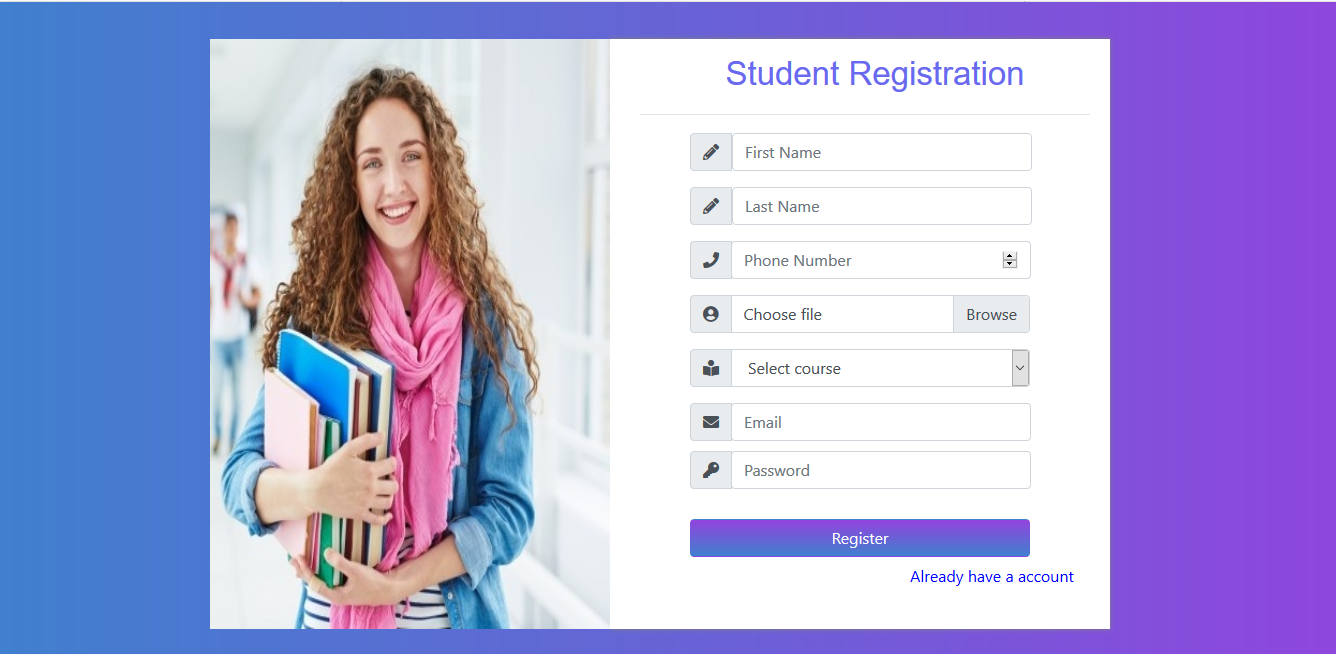 Student Registration
First Name
Last Name
Phone Number
Choose file Browse
Select course
Email
Password
Register
Already have a account